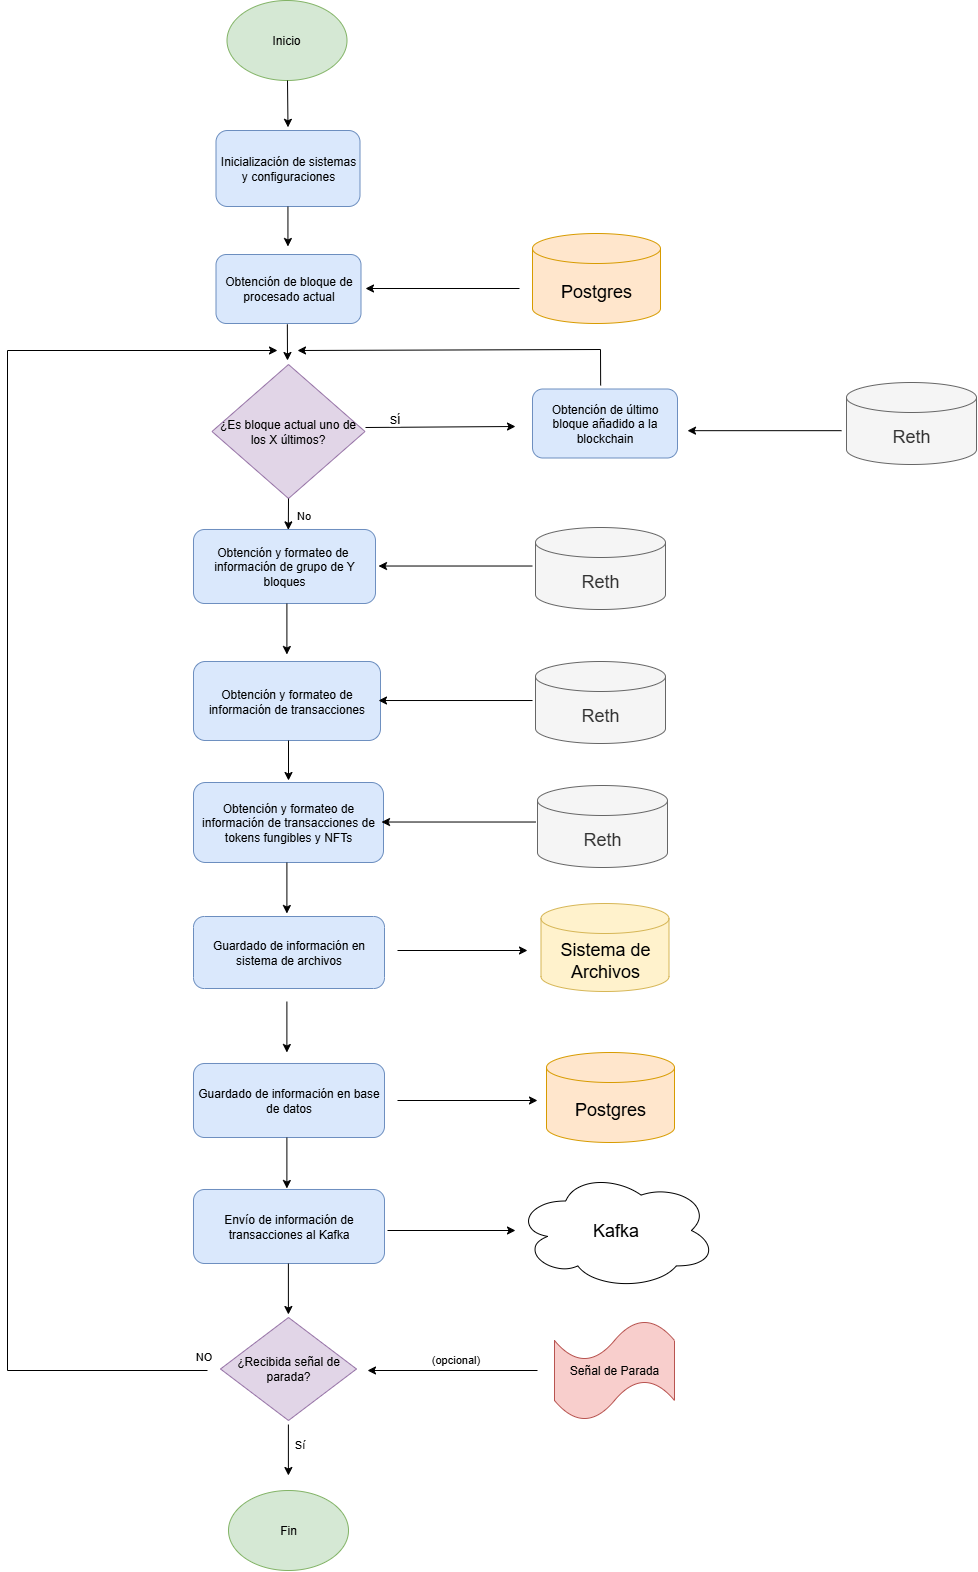 Inicio
Inicialización de sistemas
y configuraciones
Obtención de bloque de
procesado actual
Postgres
¿Es bloque actual uno de
los X últimos?
SÍ
Obtención de último
bloque añadido a la
blockchain
Reth
No
Obtención y formateo de
información de grupo de Y
bloques
Reth
Obtención y formateo de
información de transacciones
Reth
Obtención y formateo de
información de transacciones de
tokens fungibles y NFTs
Reth
Guardado de información en
sistema de archivos
Sistema de
Archivos
Guardado de información en base
de datos
Postgres
Envío de información de
transacciones al Kafka
Kafka
NO
¿Recibida señal de
parada?
(opcional)
Señal de Parada
Sí
Fin